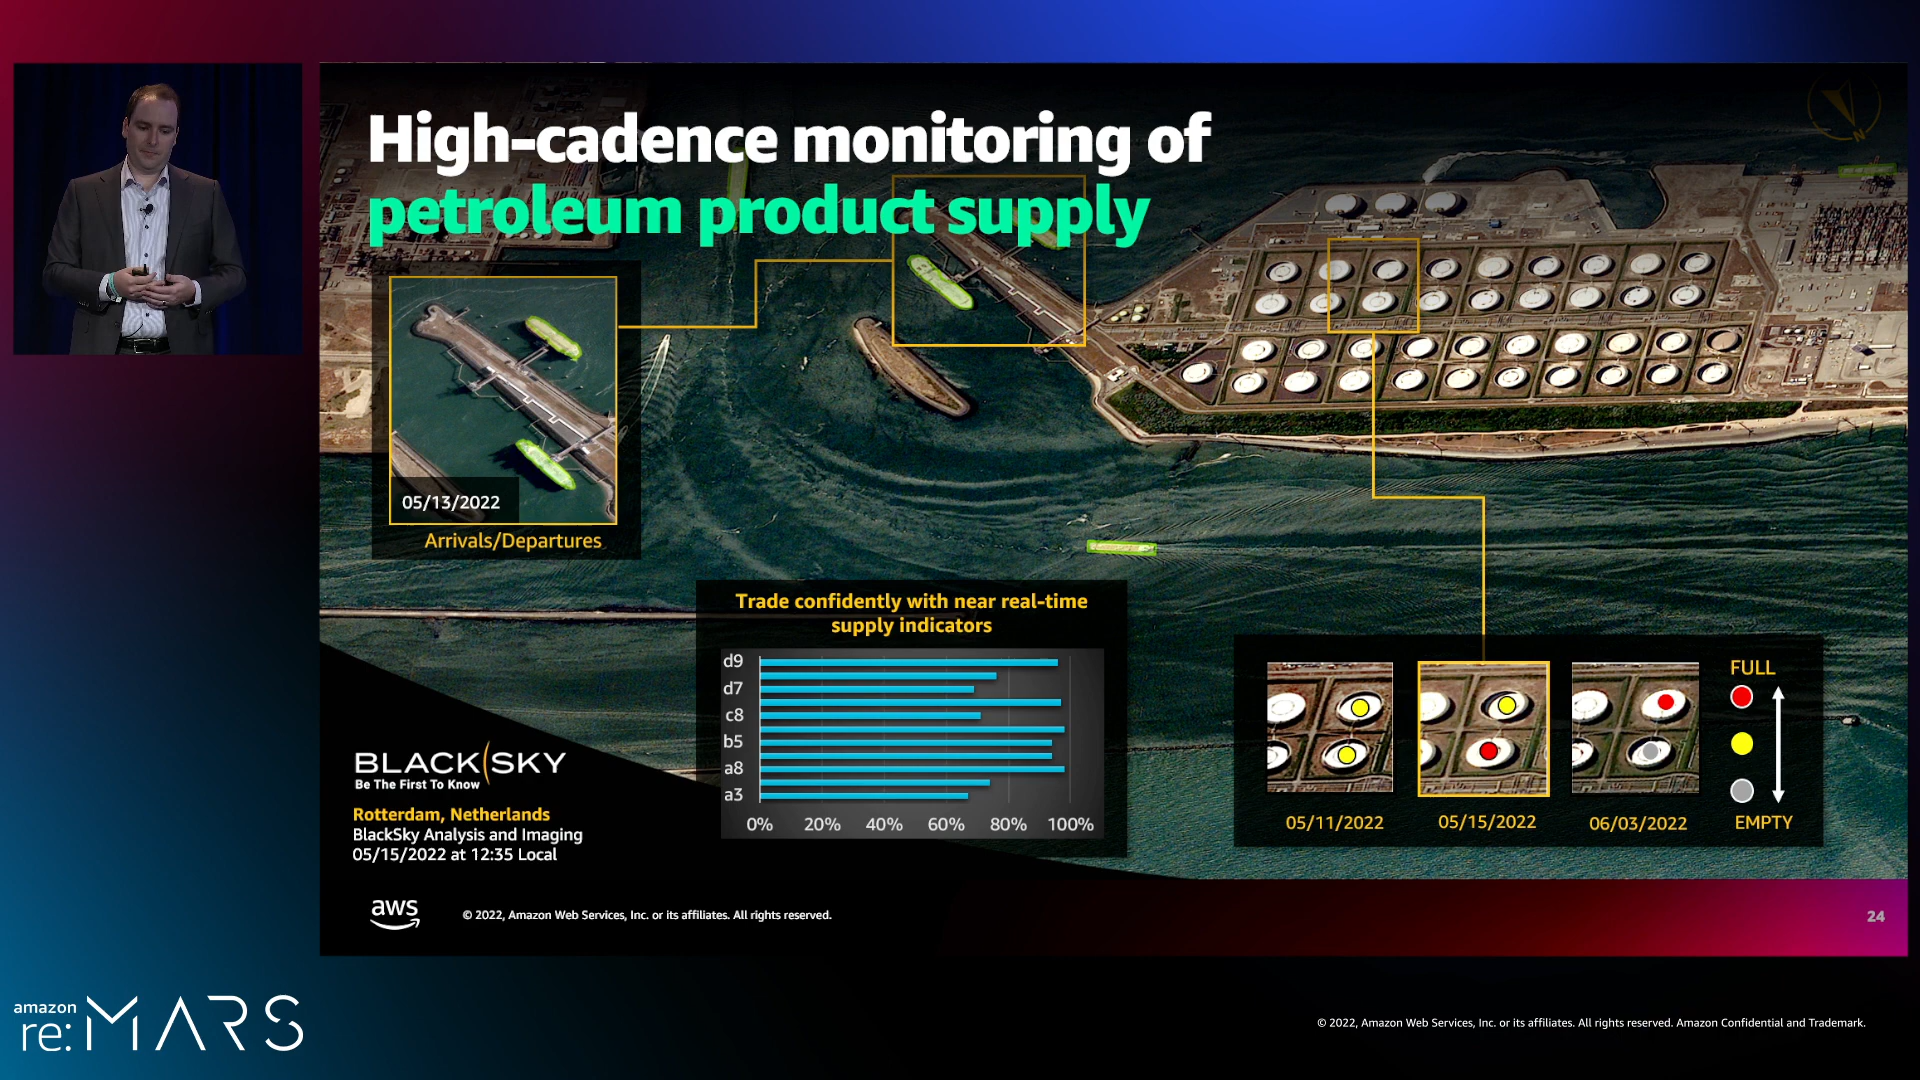 High-cadence monitoring of
petroleum product supply
N
05/13/2022
Arrivals/Departures
Trade confidently with near real-time
supply indicators
d9
d7
c8
b5
a8
a3
0% 20% 40% 60% 80% 100%
FULL
EMPTY
05/11/2022
05/15/2022
06/03/2022
BLACKSKY
Be The First To Know
Rotterdam, Netherlands
BlackSky Analysis and Imaging
05/15/2022 at 12:35 Local
aws
© 2022, Amazon Web Services, Inc. or its affiliates. All rights reserved.
24
amazon
re:MARS
© 2022, Amazon Web Services, Inc. or its affiliates. All rights reserved. Amazon Confidential and Trademark.